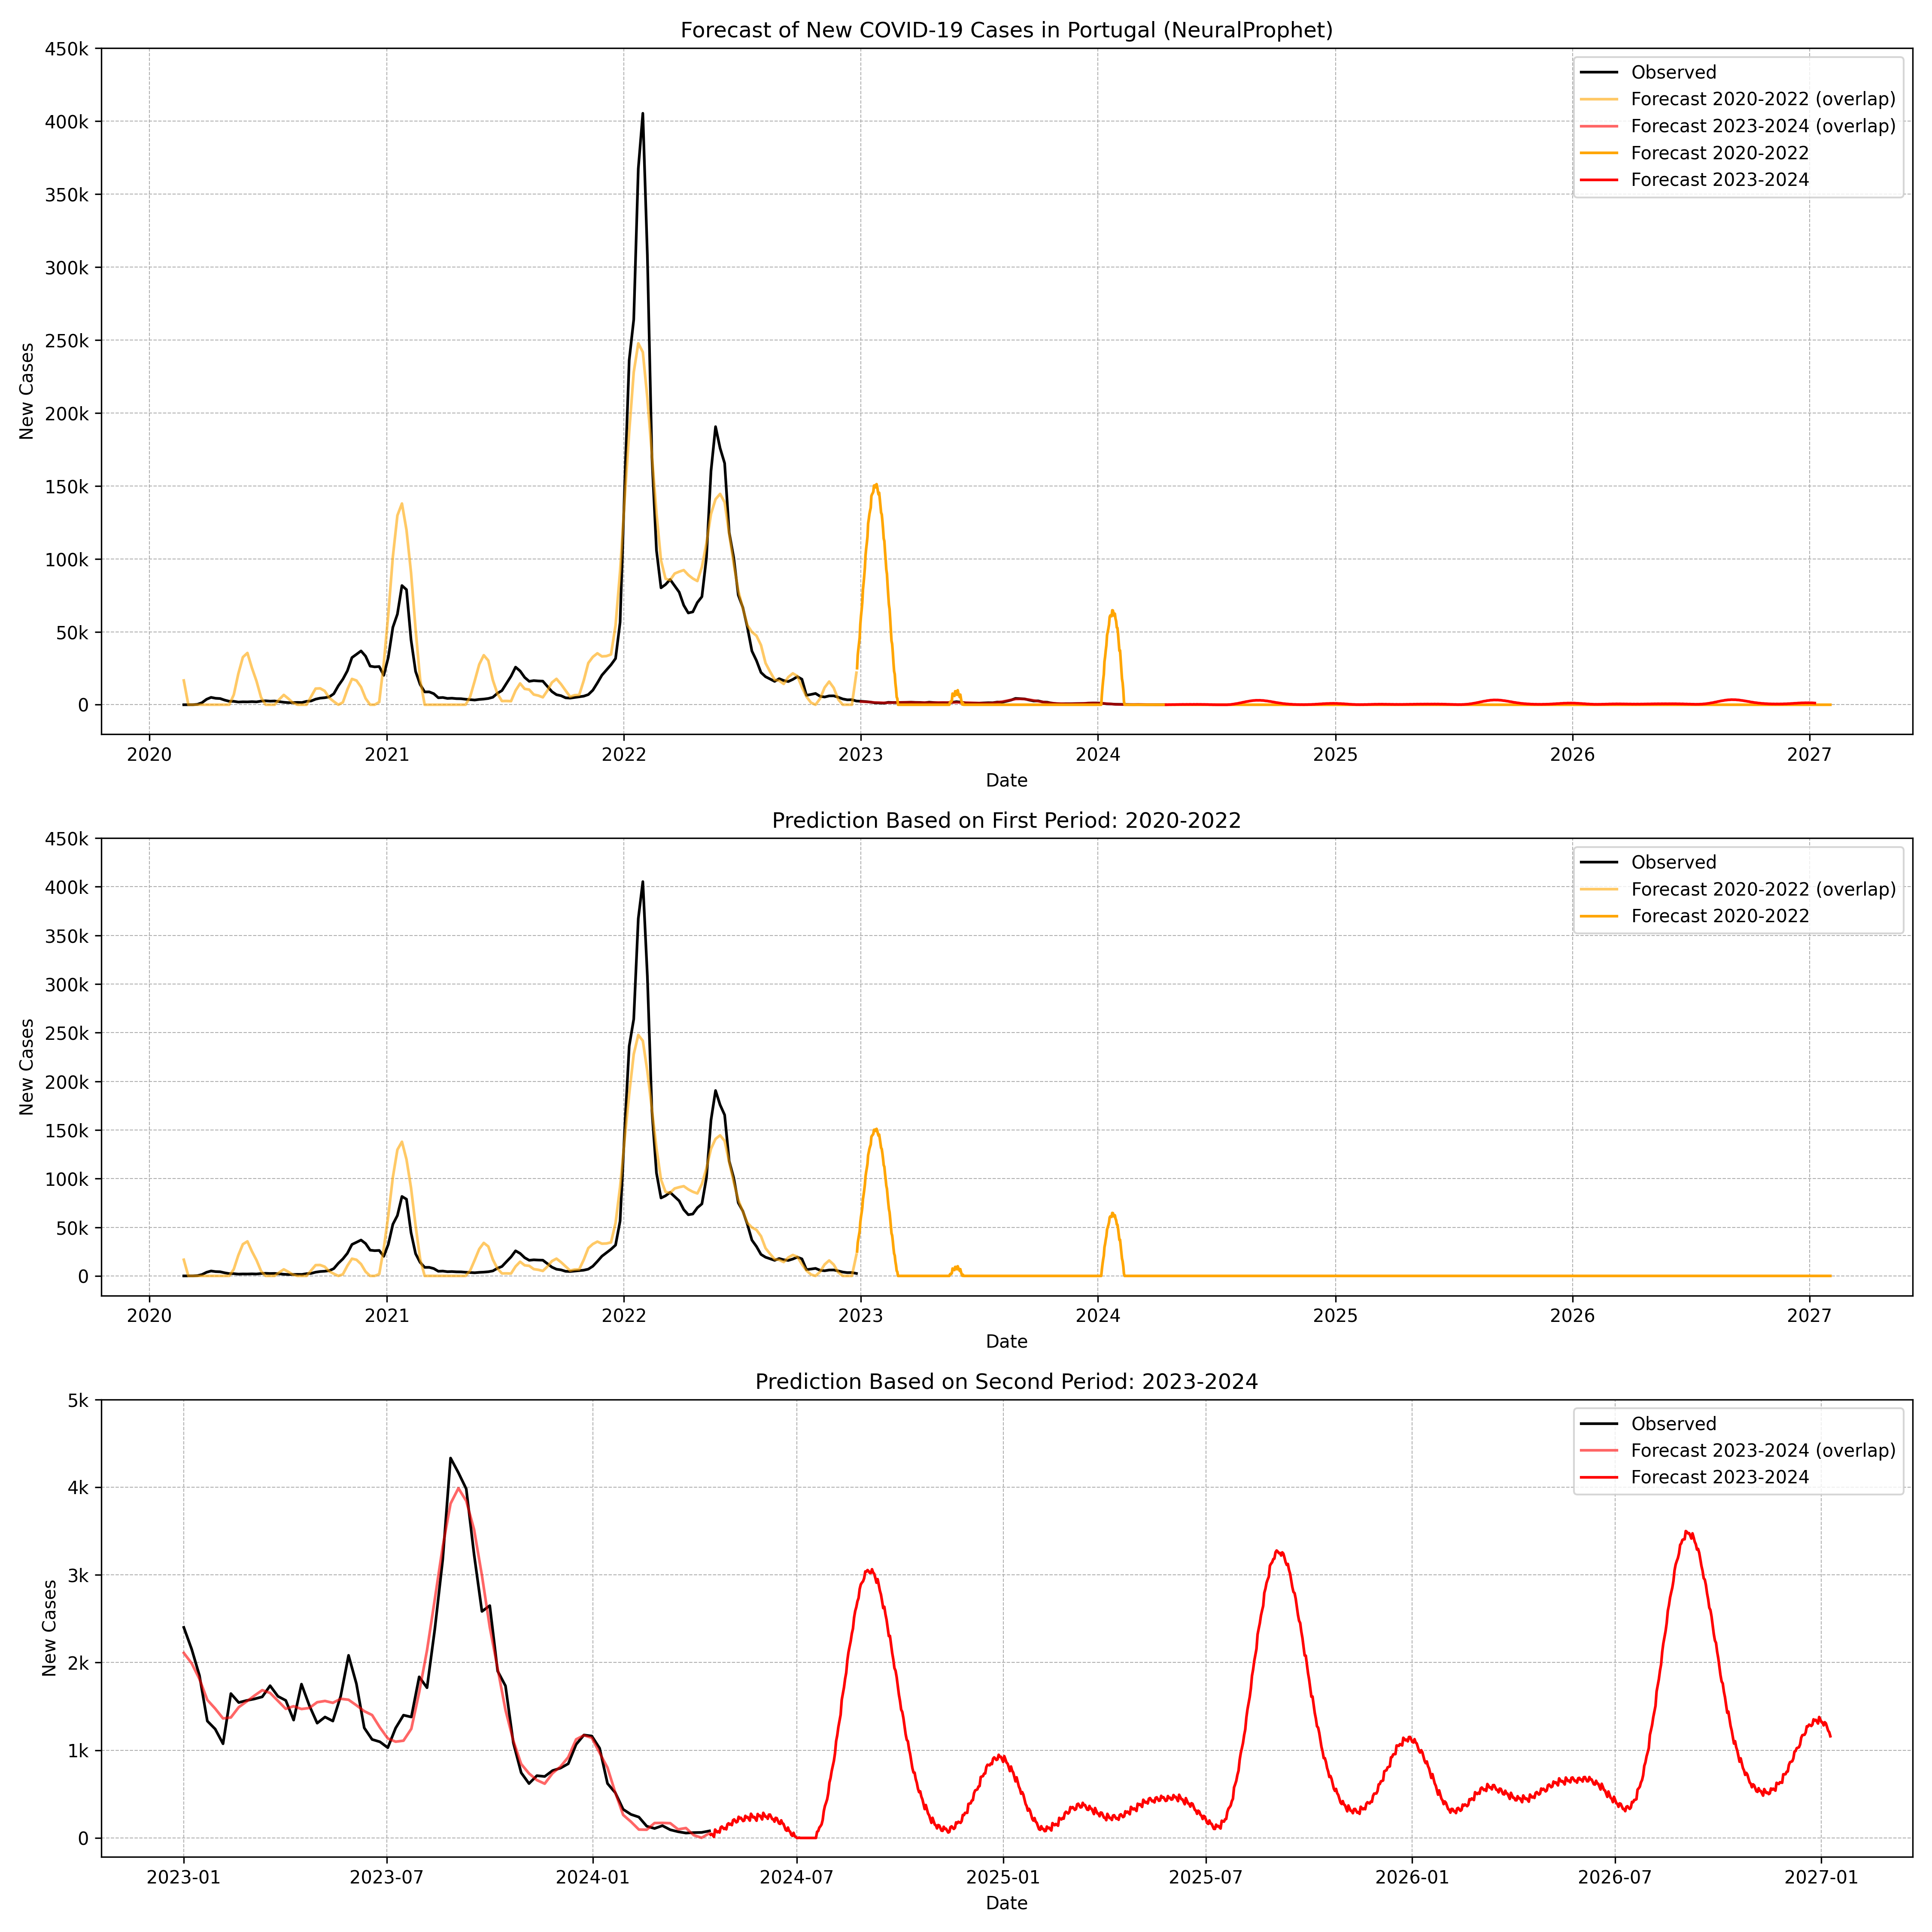 Forecast of New COVID-19 Cases in Portugal (NeuralProphet)
450k
400k
350k
300k
250k
200k
150k
100k
50k
0
New Cases
Observed
Forecast 2020-2022 (overlap)
Forecast 2023-2024 (overlap)
Forecast 2020-2022
Forecast 2023-2024
2020 2021 2022 2023 2024 2025 2026 2027
Date
Prediction Based on First Period: 2020-2022
450k
400k
350k
300k
250k
200k
150k
100k
50k
0
New Cases
Observed
Forecast 2020-2022 (overlap)
Forecast 2020-2022
2020 2021 2022 2023 2024 2025 2026 2027
Date
Prediction Based on Second Period: 2023-2024
5k
4k
3k
2k
1k
0
New Cases
Observed
Forecast 2023-2024 (overlap)
Forecast 2023-2024
2023-01 2023-07 2024-01 2024-07 2025-01 2025-07 2026-01 2026-07 2027-01
Date